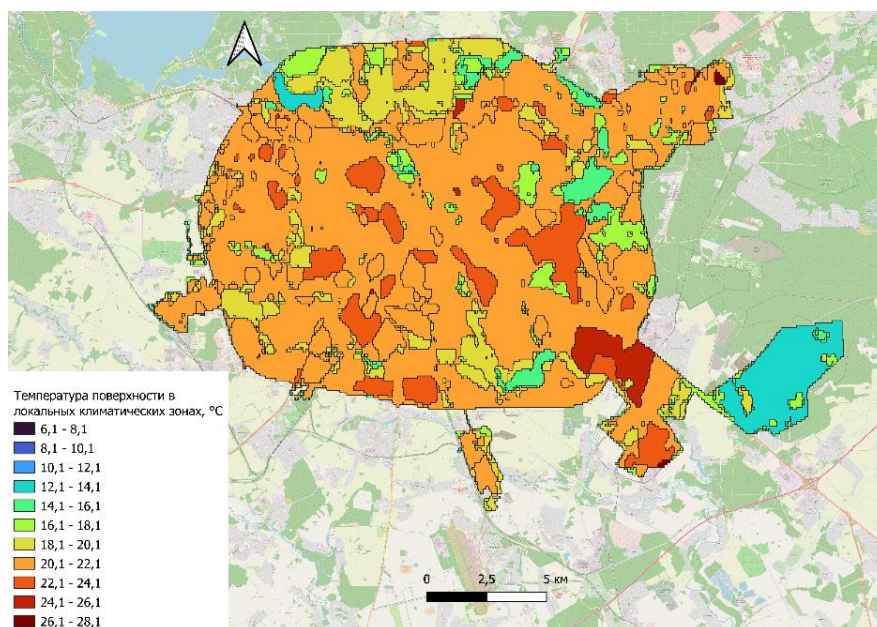 Температура поверхности в
локальных климатических зонах, °C
6,1 - 8,1
8,1 - 10,1
10,1 - 12,1
12,1 - 14,1
14,1 - 16,1
16,1 - 18,1
18,1 - 20,1
20,1 - 22,1
22,1 - 24,1
24,1 - 26,1
26,1 - 28,1
0 2,5 5 км